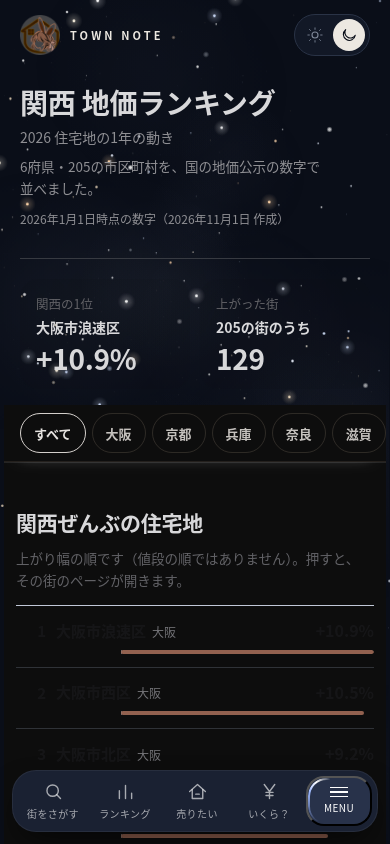 TOWN NOTE
関西 地価ランキング
2026 住宅地の1年の動き
6府県・205の市区町村を、国の地価公示の数字で
並べました。
2026年1月1日時点の数字（2026年11月1日 作成）
関西の1位
大阪市浪速区
+10.9%
上がった街
205の街のうち
129
すべて 大阪 京都 兵庫 奈良 滋賀
関西ぜんぶの住宅地
上がり幅の順です（値段の順ではありません）。押すと、
その街のページが開きます。
1 大阪市浪速区 大阪 +10.9%
2 大阪市西区 大阪 +10.5%
3 大阪市北区 大阪 +9.2%
街をさがす ランキング 売りたい いくら？ MENU